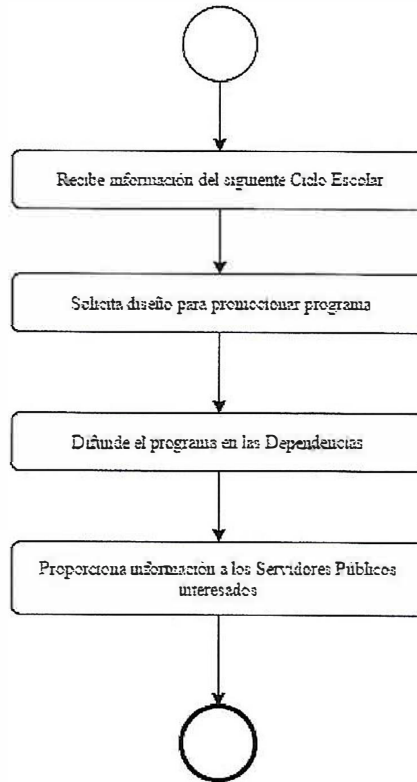 Recibe información del siguiente Ciclo Escolar
Solicita diseño para promocionar programa
Difunde el programa en las Dependencias
Proporciona información a los Servidores Públicos
interesados